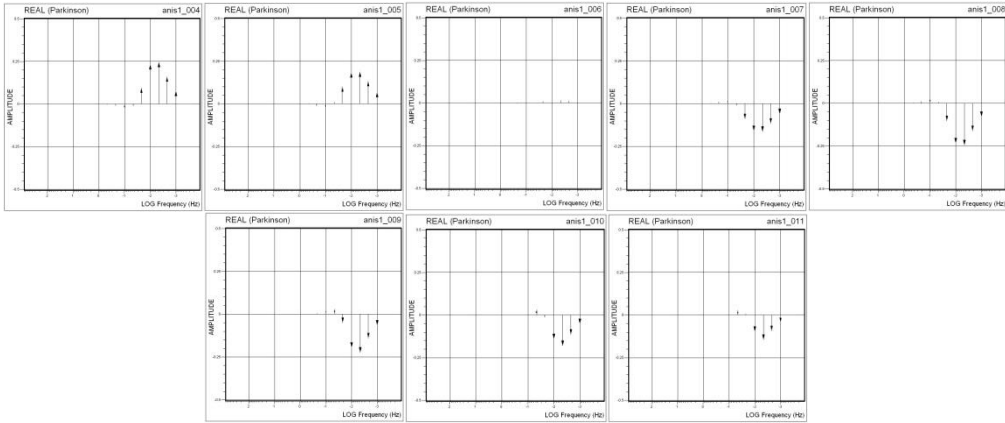 REAL (Parkinson) anis1_004
AMPLITUDE
LOG Frequency (Hz)
REAL (Parkinson) anis1_005
AMPLITUDE
LOG Frequency (Hz)
REAL (Parkinson) anis1_006
AMPLITUDE
LOG Frequency (Hz)
REAL (Parkinson) anis1_007
AMPLITUDE
LOG Frequency (Hz)
REAL (Parkinson) anis1_008
AMPLITUDE
LOG Frequency (Hz)
REAL (Parkinson) anis1_009
AMPLITUDE
LOG Frequency (Hz)
REAL (Parkinson) anis1_010
AMPLITUDE
LOG Frequency (Hz)
REAL (Parkinson) anis1_011
AMPLITUDE
LOG Frequency (Hz)